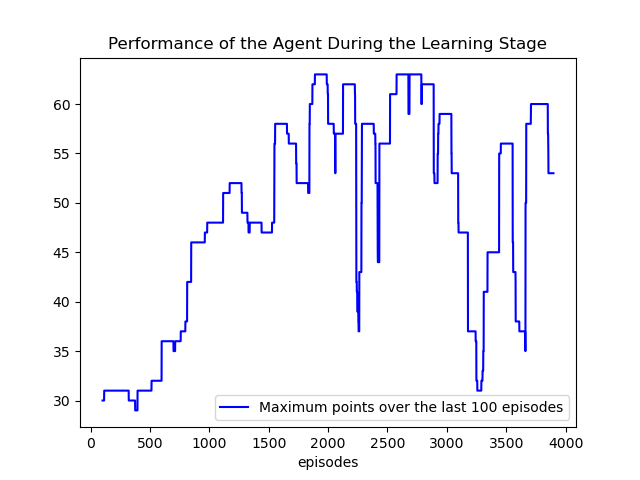 Performance of the Agent During the Learning Stage
60
55
50
45
40
35
30
Maximum points over the last 100 episodes
0 500 1000 1500 2000 2500 3000 3500 4000
episodes